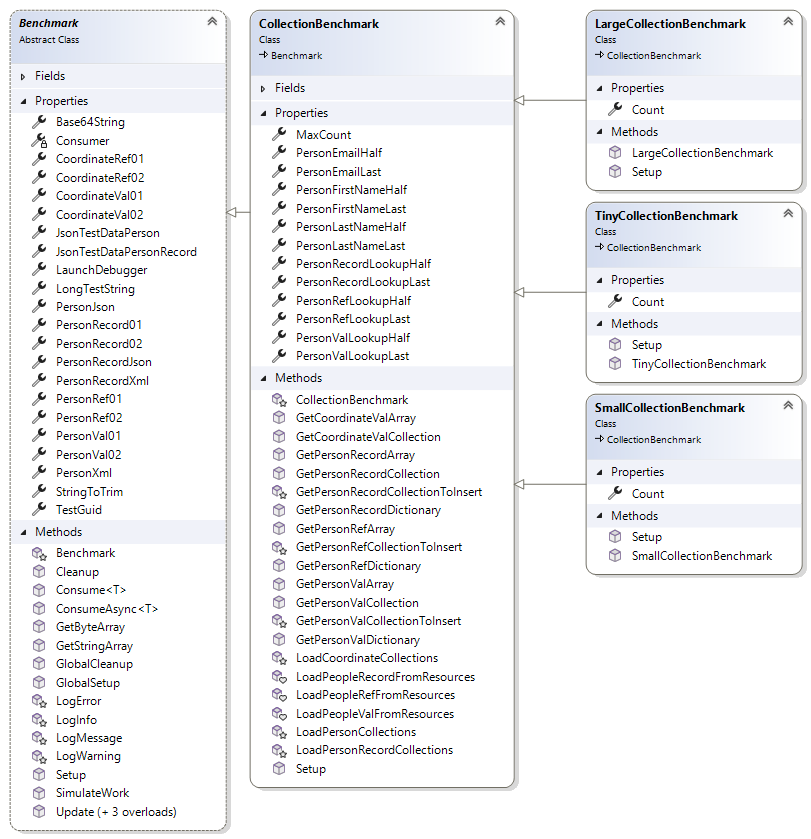 Benchmark
Abstract Class
Fields
Properties
Base64String
Consumer
CoordinateRef01
CoordinateRef02
CoordinateVal01
CoordinateVal02
JsonTestDataPerson
JsonTestDataPersonRecord
LaunchDebugger
LongTestString
PersonJson
PersonRecord01
PersonRecord02
PersonRecordJson
PersonRecordXml
PersonRef01
PersonRef02
PersonVal01
PersonVal02
PersonXml
StringToTrim
TestGuid
Methods
Benchmark
Cleanup
Consume<T>
ConsumeAsync<T>
GetByteArray
GetStringArray
GlobalCleanup
GlobalSetup
LogError
LogInfo
LogMessage
LogWarning
Setup
SimulateWork
Update (+ 3 overloads)
CollectionBenchmark
Class
Benchmark
Fields
Properties
MaxCount
PersonEmailHalf
PersonEmailLast
PersonFirstNameHalf
PersonFirstNameLast
PersonLastNameHalf
PersonLastNameLast
PersonRecordLookupHalf
PersonRecordLookupLast
PersonRefLookupHalf
PersonRefLookupLast
PersonValLookupHalf
PersonValLookupLast
Methods
CollectionBenchmark
GetCoordinateValArray
GetCoordinateValCollection
GetPersonRecordArray
GetPersonRecordCollection
GetPersonRecordCollectionToInsert
GetPersonRecordDictionary
GetPersonRefArray
GetPersonRefCollectionToInsert
GetPersonRefDictionary
GetPersonValArray
GetPersonValCollection
GetPersonValCollectionToInsert
GetPersonValDictionary
LoadCoordinateCollections
LoadPeopleRecordFromResources
LoadPeopleRefFromResources
LoadPeopleValFromResources
LoadPersonCollections
LoadPersonRecordCollections
Setup
LargeCollectionBenchmark
Class
CollectionBenchmark
Properties
Count
Methods
LargeCollectionBenchmark
Setup
TinyCollectionBenchmark
Class
CollectionBenchmark
Properties
Count
Methods
Setup
TinyCollectionBenchmark
SmallCollectionBenchmark
Class
CollectionBenchmark
Properties
Count
Methods
Setup
SmallCollectionBenchmark